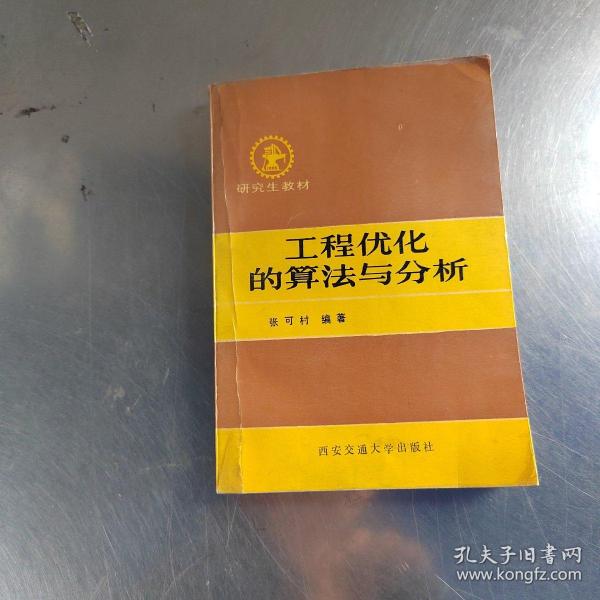 研究生教材
工程优化
的算法与分析
张可村 编著
西安交通大学出版社
孔夫子旧书网
www.kongfz.com